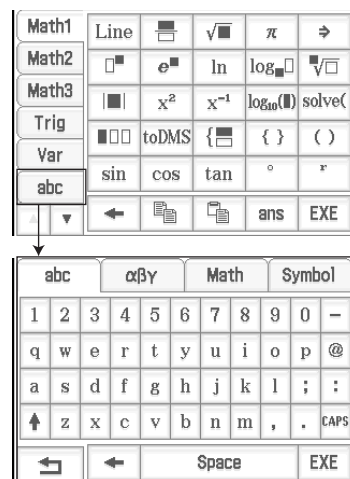 Math1 Line π ⇒
Math2 e ln log
Math3 |■| x² x⁻¹ log₁₀(■) solve(
Trig toDMS { } ( )
Var sin cos tan ° r
abc
▲ ▼ ← ans EXE
abc αβγ Math Symbol
1 2 3 4 5 6 7 8 9 0 −
q w e r t y u i o p @
a s d f g h j k l ; :
z x c v b n m , . CAPS
← Space EXE